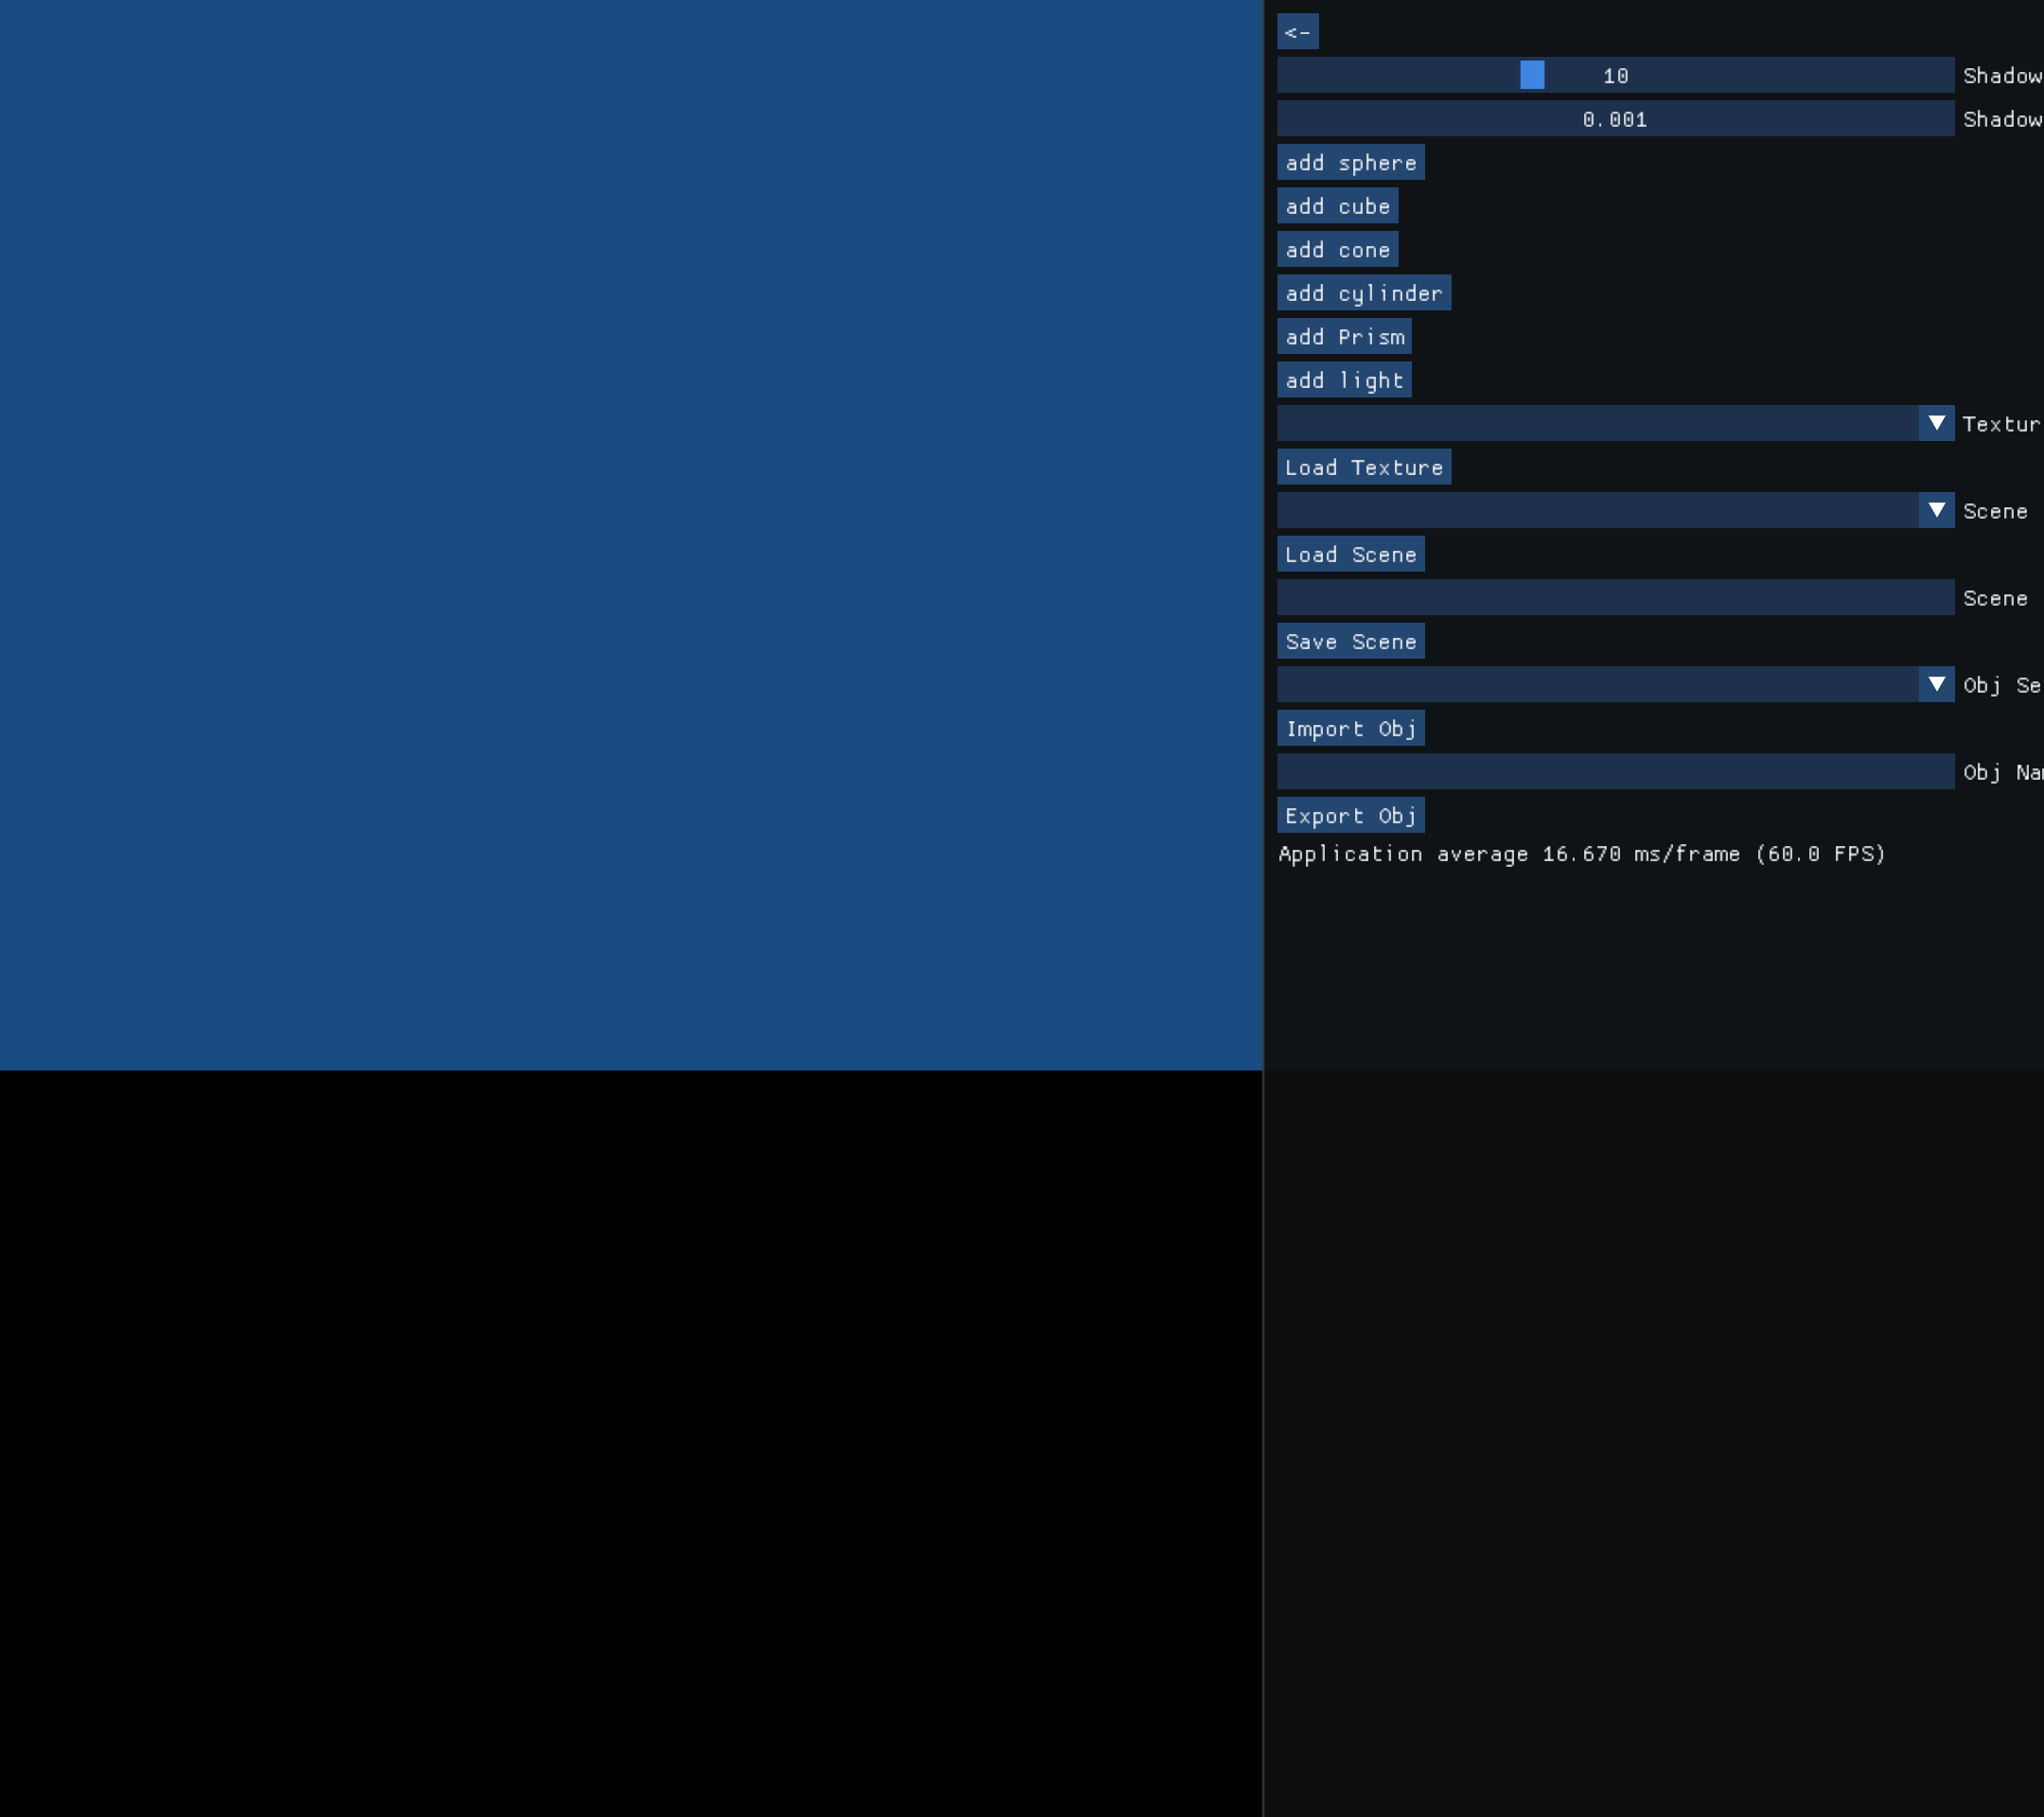 <-
10 Shadow
0.001 Shadow
add sphere
add cube
add cone
add cylinder
add Prism
add light
Textur
Load Texture
Scene
Load Scene
Scene
Save Scene
Obj Se
Import Obj
Obj Na
Export Obj
Application average 16.670 ms/frame (60.0 FPS)